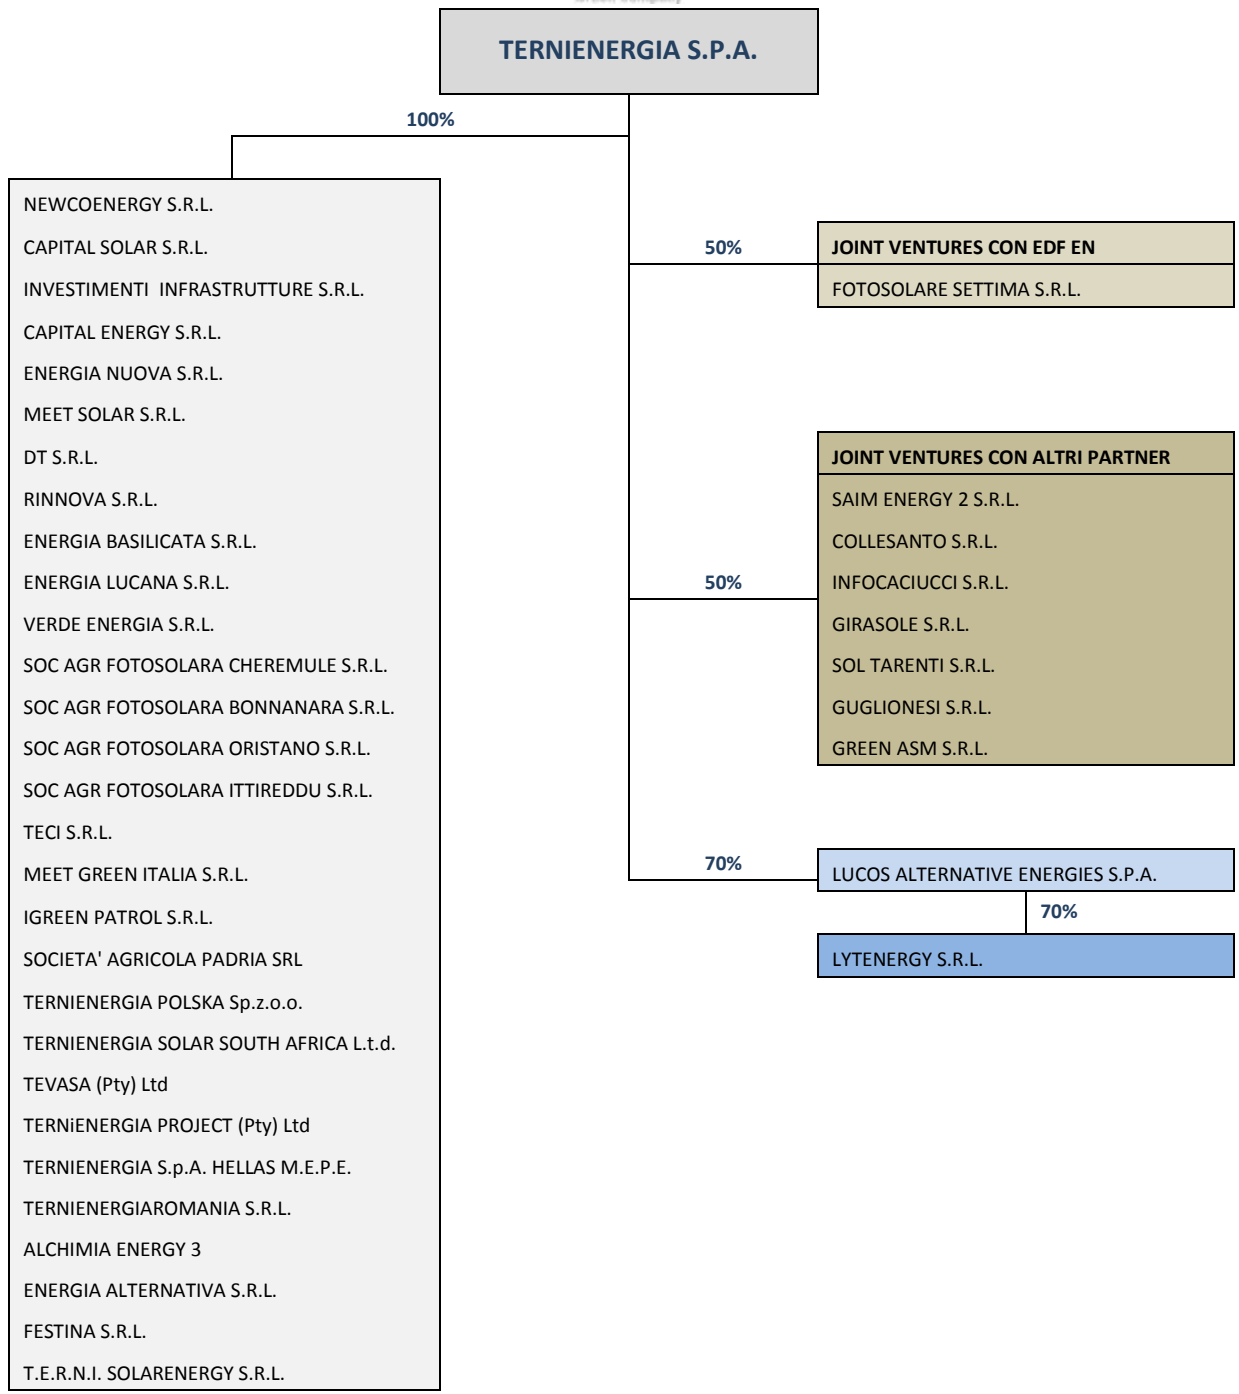 TERNIENERGIA S.P.A.
100%
NEWCOENERGY S.R.L.
CAPITAL SOLAR S.R.L.
INVESTIMENTI INFRASTRUTTURE S.R.L.
CAPITAL ENERGY S.R.L.
ENERGIA NUOVA S.R.L.
MEET SOLAR S.R.L.
DT S.R.L.
RINNOVA S.R.L.
ENERGIA BASILICATA S.R.L.
ENERGIA LUCANA S.R.L.
VERDE ENERGIA S.R.L.
SOC AGR FOTOSOLARA CHEREMULE S.R.L.
SOC AGR FOTOSOLARA BONNANARA S.R.L.
SOC AGR FOTOSOLARA ORISTANO S.R.L.
SOC AGR FOTOSOLARA ITTIREDDU S.R.L.
TECI S.R.L.
MEET GREEN ITALIA S.R.L.
IGREEN PATROL S.R.L.
SOCIETA' AGRICOLA PADRIA SRL
TERNIENERGIA POLSKA Sp.z.o.o.
TERNIENERGIA SOLAR SOUTH AFRICA L.t.d.
TEVASA (Pty) Ltd
TERNiENERGIA PROJECT (Pty) Ltd
TERNIENERGIA S.p.A. HELLAS M.E.P.E.
TERNIENERGIAROMANIA S.R.L.
ALCHIMIA ENERGY 3
ENERGIA ALTERNATIVA S.R.L.
FESTINA S.R.L.
T.E.R.N.I. SOLARENERGY S.R.L.
50%
JOINT VENTURES CON EDF EN
FOTOSOLARE SETTIMA S.R.L.
50%
JOINT VENTURES CON ALTRI PARTNER
SAIM ENERGY 2 S.R.L.
COLLESANTO S.R.L.
INFOCACIUCCI S.R.L.
GIRASOLE S.R.L.
SOL TARENTI S.R.L.
GUGLIONESI S.R.L.
GREEN ASM S.R.L.
70%
LUCOS ALTERNATIVE ENERGIES S.P.A.
70%
LYTENERGY S.R.L.